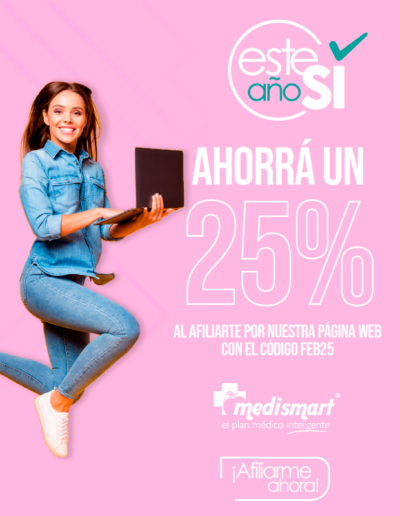 este
año SÍ
AHORRÁ UN
25%
AL AFILIARTE POR NUESTRA PÁGINA WEB
CON EL CÓDIGO FEB25
medismart®
el plan médico inteligente
¡Afiliarme
ahora!